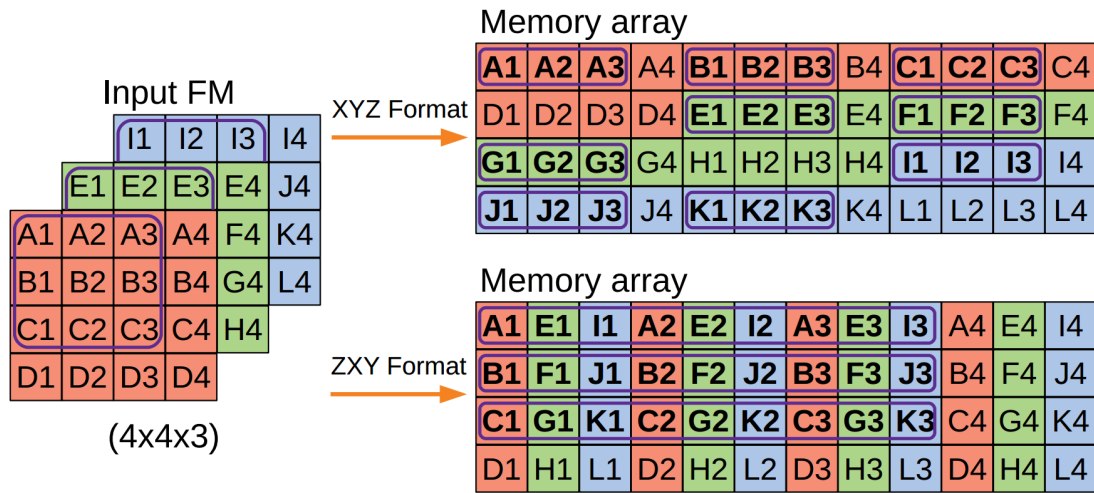 Memory array
A1 A2 A3 A4 B1 B2 B3 B4 C1 C2 C3 C4
D1 D2 D3 D4 E1 E2 E3 E4 F1 F2 F3 F4
G1 G2 G3 G4 H1 H2 H3 H4 I1 I2 I3 I4
J1 J2 J3 J4 K1 K2 K3 K4 L1 L2 L3 L4
Input FM
I1 I2 I3 I4
E1 E2 E3 E4 J4
A1 A2 A3 A4 F4 K4
B1 B2 B3 B4 G4 L4
C1 C2 C3 C4 H4
D1 D2 D3 D4
(4x4x3)
XYZ Format
ZXY Format
Memory array
A1 E1 I1 A2 E2 I2 A3 E3 I3 A4 E4 I4
B1 F1 J1 B2 F2 J2 B3 F3 J3 B4 F4 J4
C1 G1 K1 C2 G2 K2 C3 G3 K3 C4 G4 K4
D1 H1 L1 D2 H2 L2 D3 H3 L3 D4 H4 L4